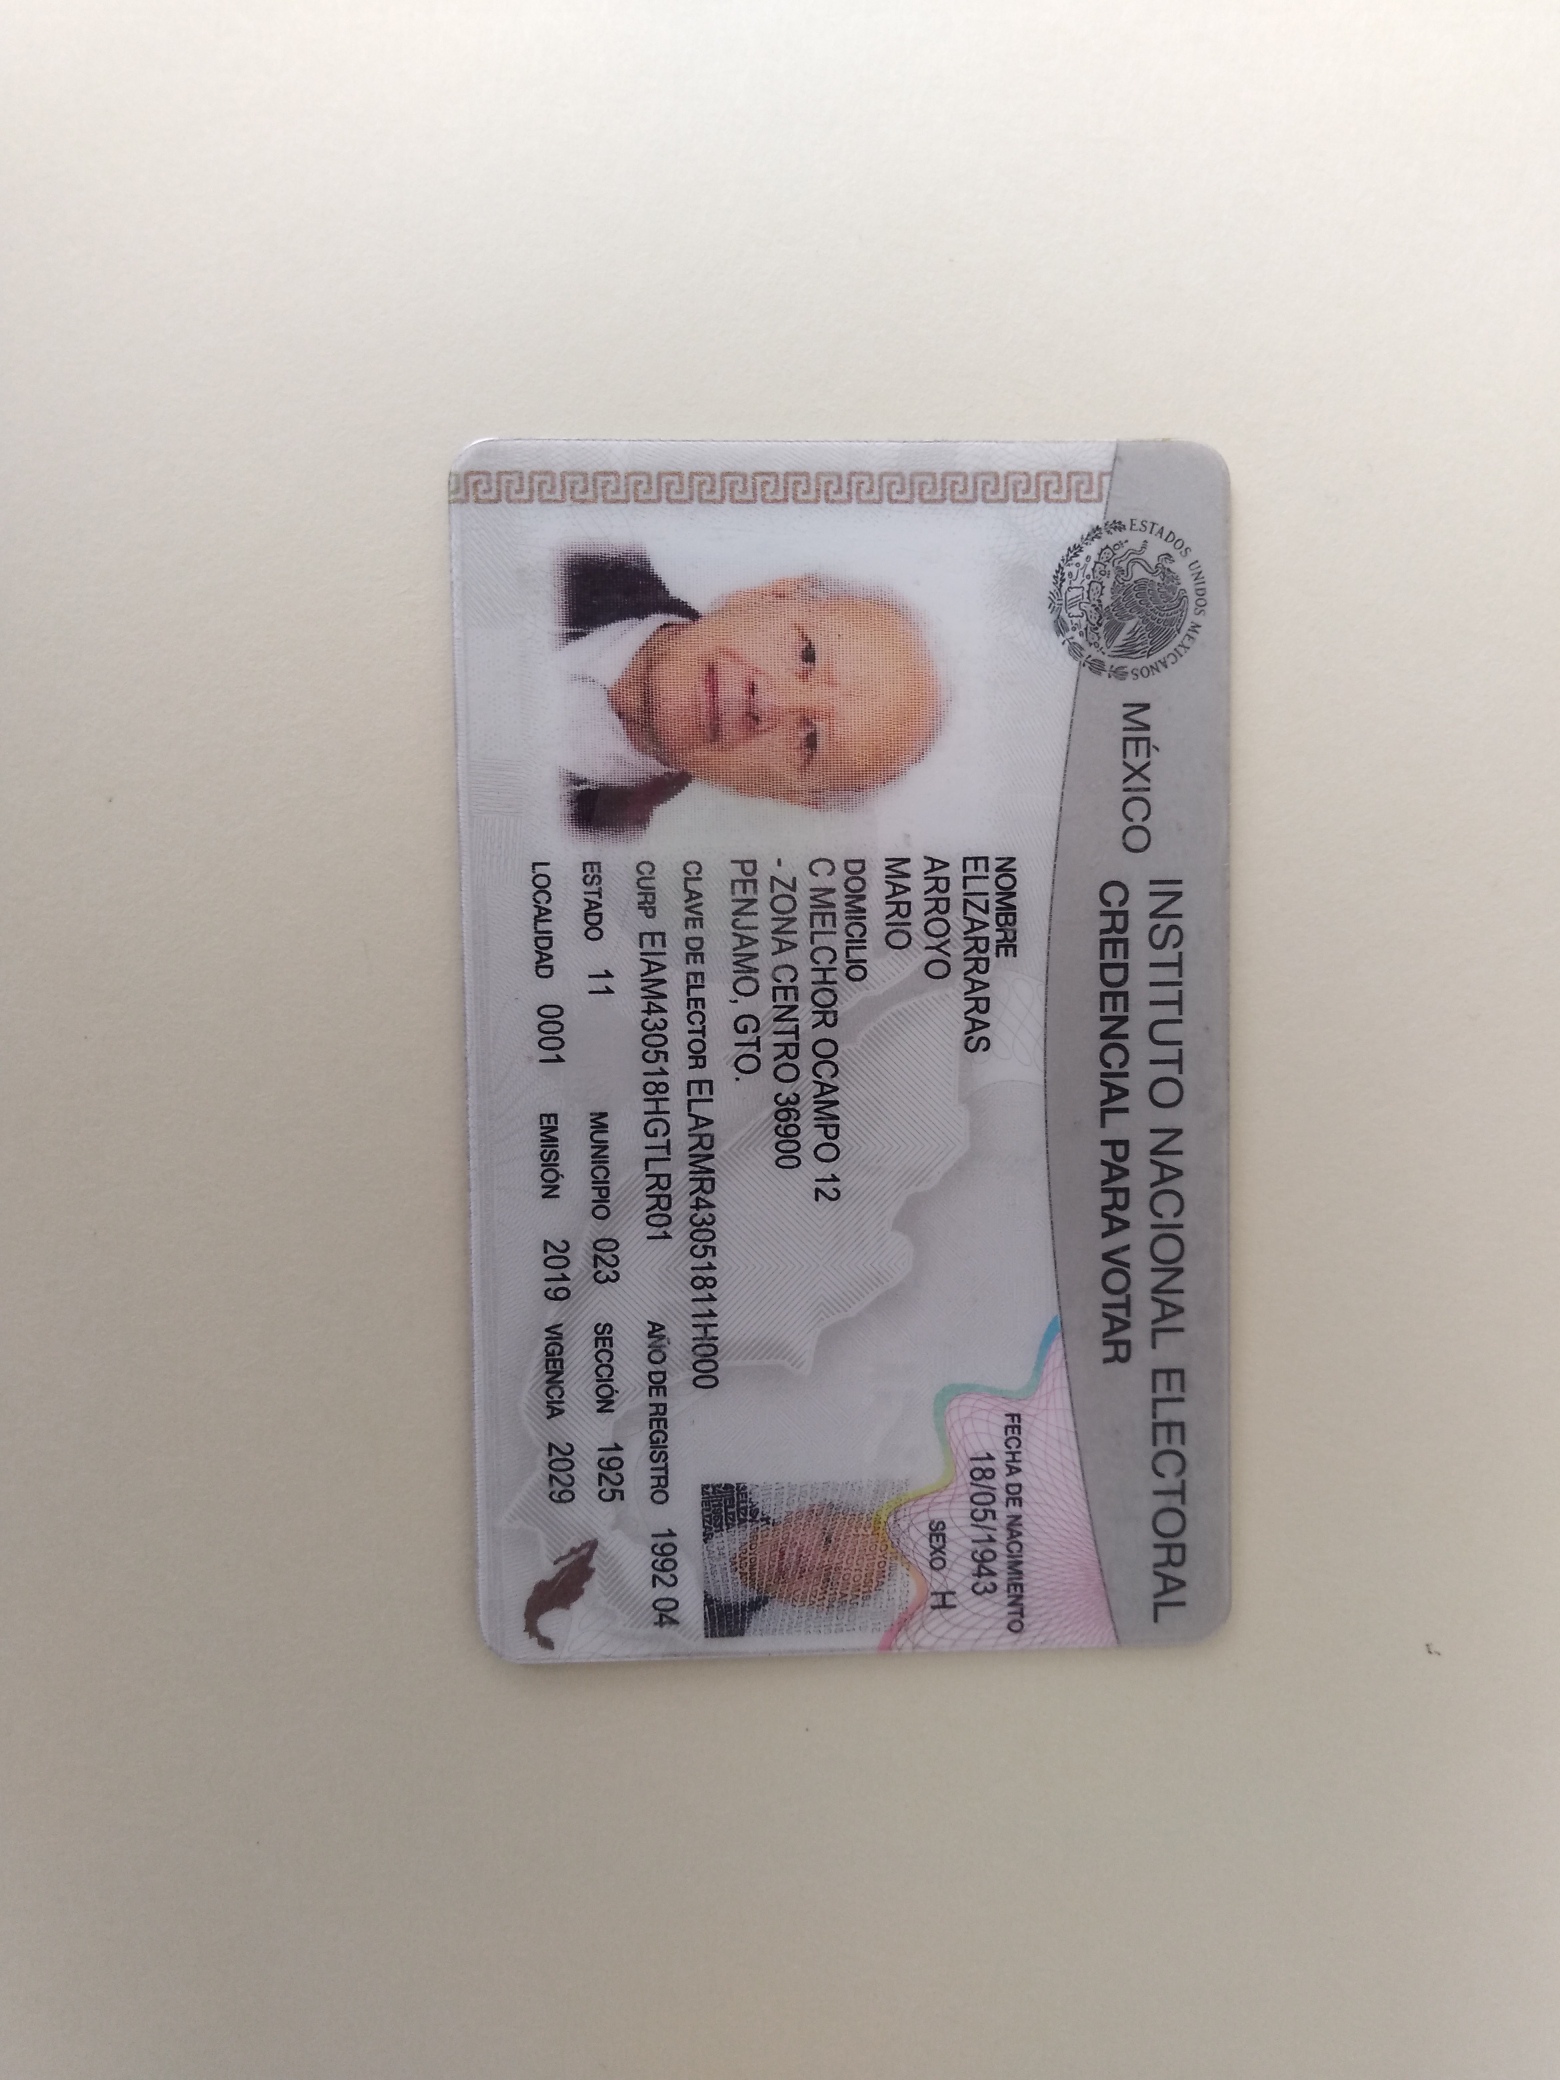 ESTADOS UNIDOS MEXICANOS
MÉXICO INSTITUTO NACIONAL ELECTORAL
CREDENCIAL PARA VOTAR
NOMBRE
ELIZARRARAS
ARROYO
MARIO
FECHA DE NACIMIENTO
18/05/1943
SEXO H
DOMICILIO
C MELCHOR OCAMPO 12
- ZONA CENTRO 36900
PENJAMO, GTO.
CLAVE DE ELECTOR ELARMR43051811H000
CURP EIAM430518HGTLRR01 AÑO DE REGISTRO 1992 04
ESTADO 11 MUNICIPIO 023 SECCIÓN 1925
LOCALIDAD 0001 EMISIÓN 2019 VIGENCIA 2029